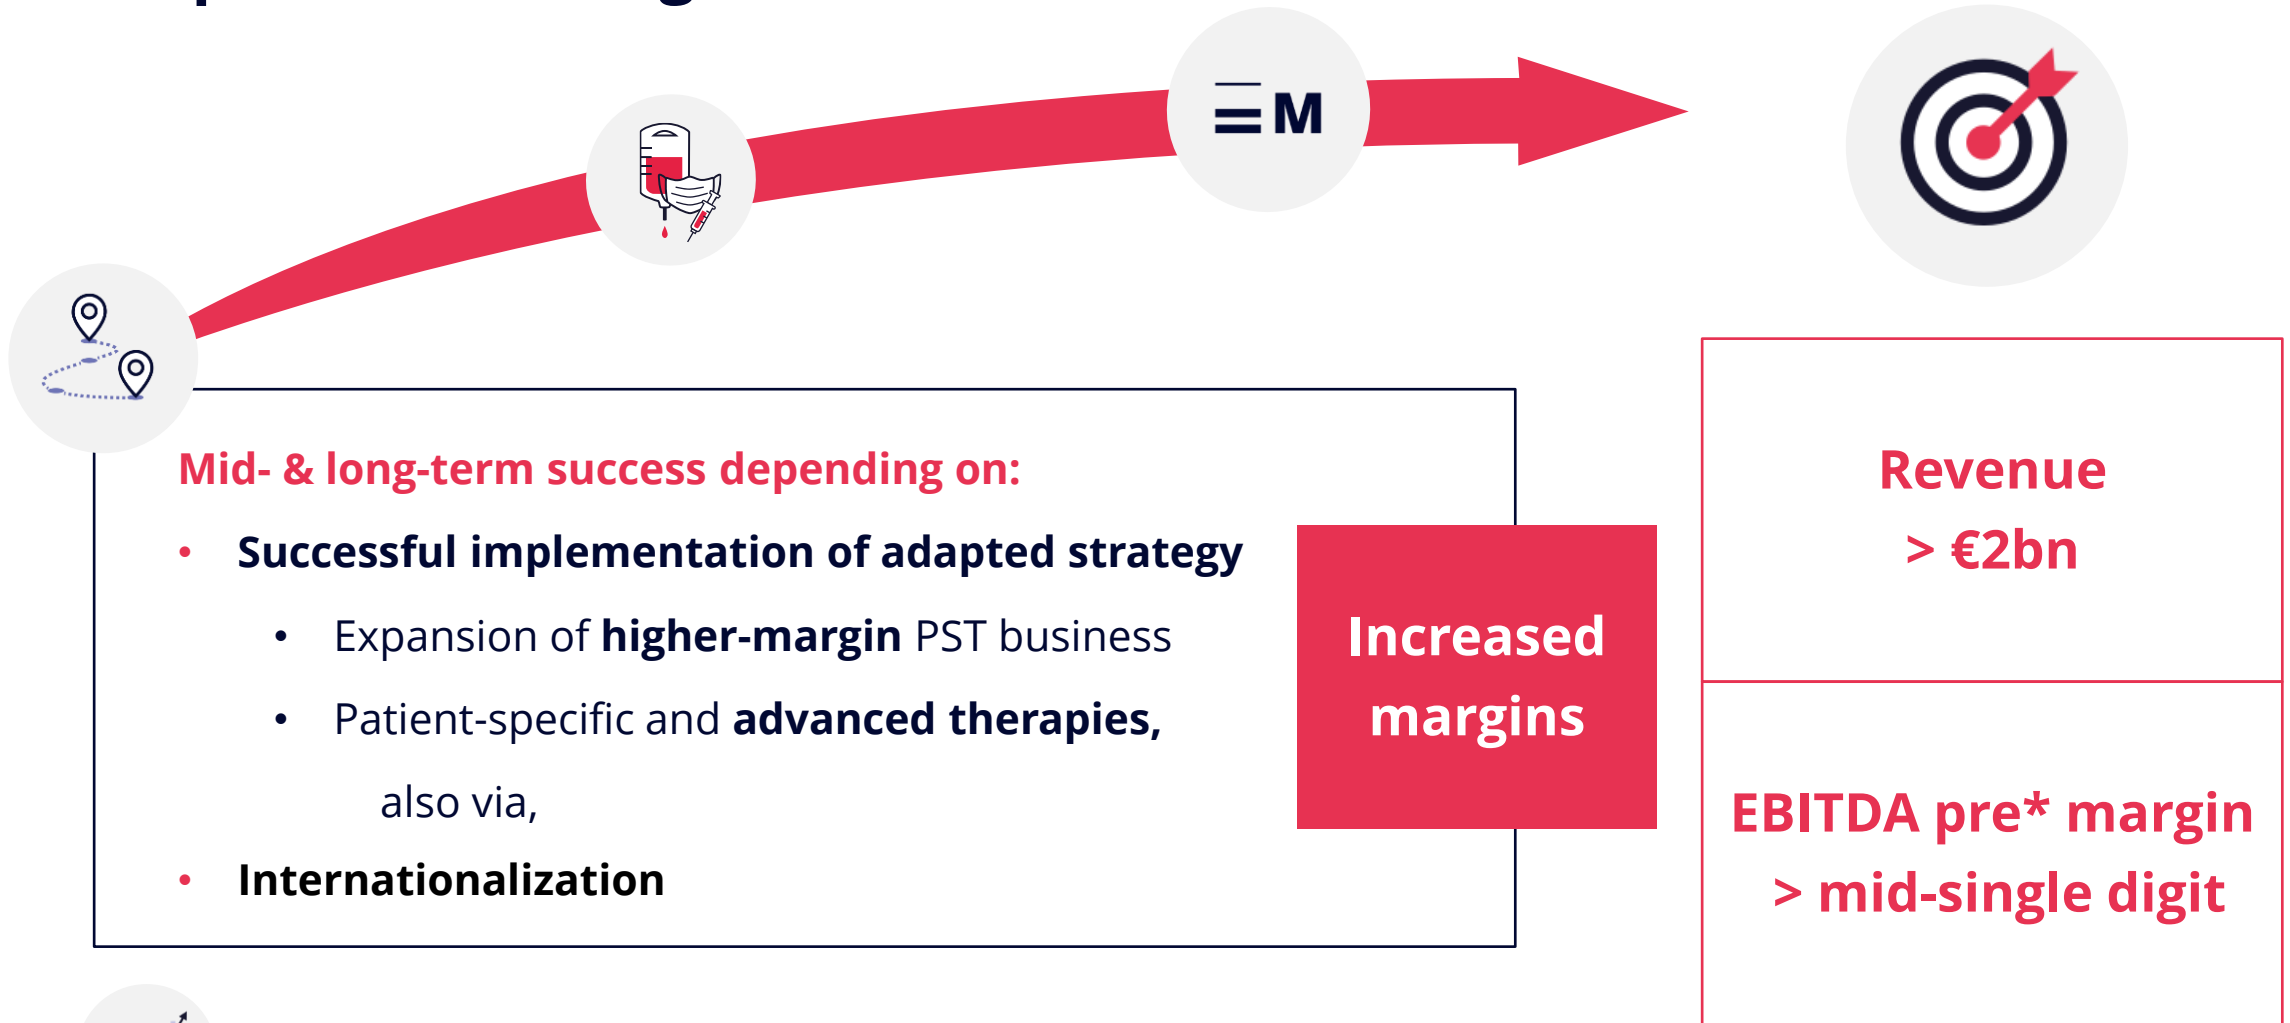 M
Mid- & long-term success depending on:
• Successful implementation of adapted strategy
• Expansion of higher-margin PST business
• Patient-specific and advanced therapies,
also via,
• Internationalization
Increased
margins
Revenue
> €2bn
EBITDA pre* margin
> mid-single digit